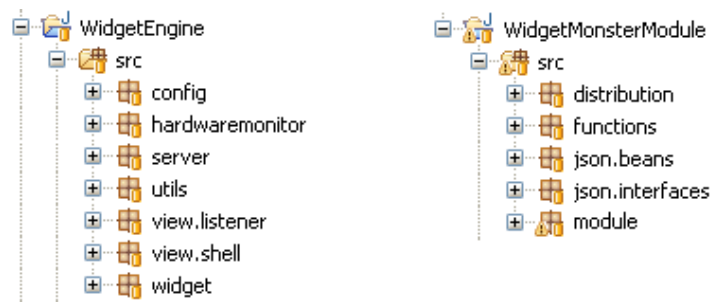 WidgetEngine
src
config
hardwaremonitor
server
utils
view.listener
view.shell
widget
WidgetMonsterModule
src
distribution
functions
json.beans
json.interfaces
module